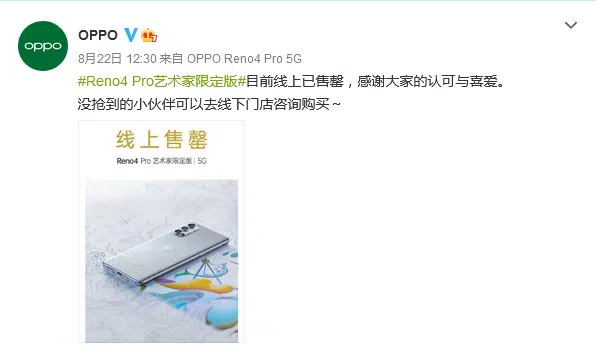 oppo
OPPO
8月22日 12:30 来自 OPPO Reno4 Pro 5G
#Reno4 Pro艺术家限定版#目前线上已售罄，感谢大家的认可与喜爱。
没抢到的小伙伴可以去线下门店咨询购买～
线上售罄
Reno4 Pro 艺术家限定版 | 5G